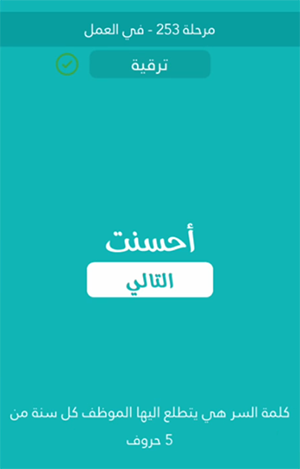 مرحلة 253 - في العمل
ترقية
أحسنت
التالي
كلمة السر هي يتطلع اليها الموظف كل سنة من
5 حروف